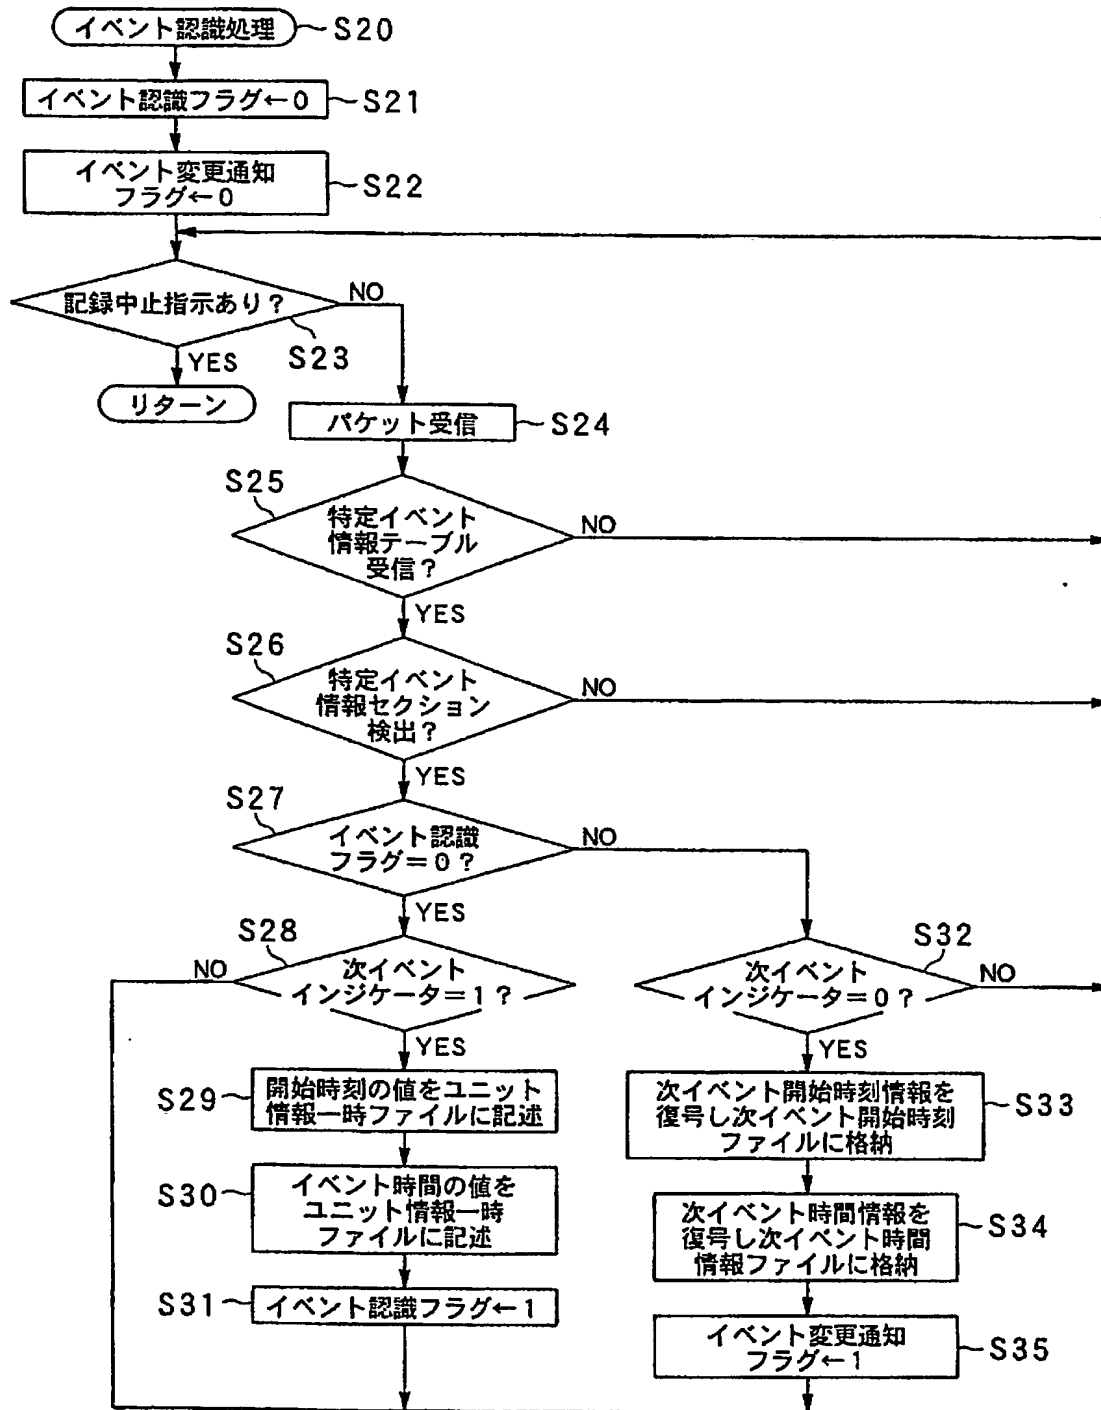 イベント認識処理 S20
イベント認識フラグ←0 S21
イベント変更通知
フラグ←0
S22
記録中止指示あり？
NO
S23
YES
リターン
パケット受信 S24
S25
特定イベント
情報テーブル
受信？
NO
YES
S26
特定イベント
情報セクション
検出？
NO
YES
S27
イベント認識
フラグ＝0？
NO
YES
S28
次イベント
インジケータ＝1？
NO
YES
S32
次イベント
インジケータ＝0？
NO
YES
S29
開始時刻の値をユニット
情報一時ファイルに記述
S30
イベント時間の値を
ユニット情報一時
ファイルに記述
S31
イベント認識フラグ←1
次イベント開始時刻情報を
復号し次イベント開始時刻
ファイルに格納
S33
次イベント時間情報を
復号し次イベント時間
情報ファイルに格納
S34
イベント変更通知
フラグ←1
S35